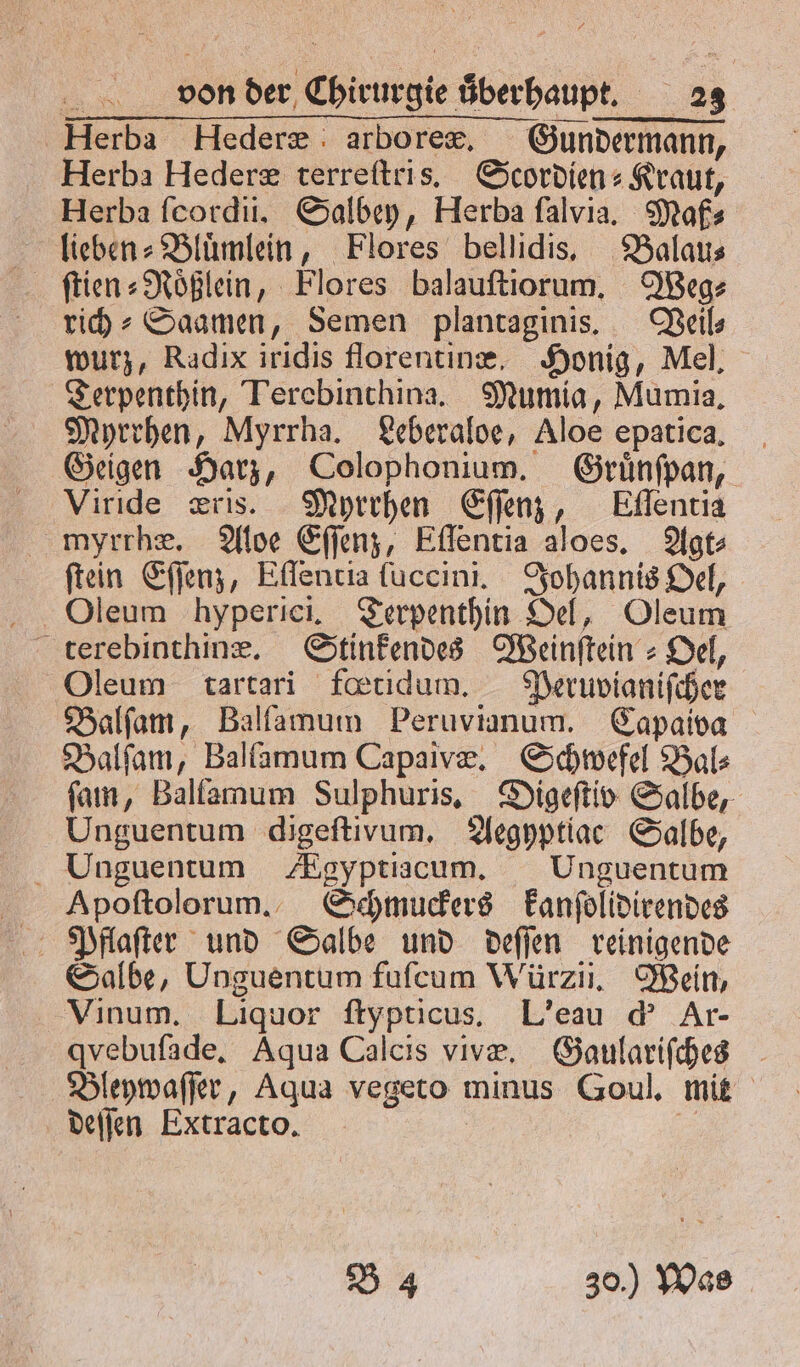 von der Chirurgie uͤberhaupt. 23
Herba Hederæ arboreæ. Gundermann,
Herba Hederæ terreſtris. Scordien⸗Kraut,
Herba ſcordii. Salbey, Herba ſalvia. Maß⸗
lieben⸗Bluͤmlein, Flores bellidis. Balau⸗
ſtien⸗Roͤßlein, Flores balauſtiorum. Weg⸗
rich⸗Saamen, Semen plantaginis. Veil⸗
wurz, Radix iridis florentinæ. Honig, Mel.
Terpenthin, Terebinthina. Mumia, Mumia.
Myrrhen, Myrrha. Leberaloe, Aloe epatica.
Geigen Harz, Colophonium. Gruͤnſpan,
Viride æris. Myrrhen Eſſenz, Eſſentia
myrrhæ. Aloe Eſſenz, Eſſentia aloes. Agt⸗
ſtein Eſſenz, Eſſentia ſuccini. Johannis Oel,
Oleum hyperici. Terpenthin Oel, Oleum
terebinthinæ. Stinkendes Weinſtein⸗Oel,
Oleum tartari fœtidum. Peruvianiſcher
Balſam, Balſamum Peruvianum. Capaiva
Balſam, Balſamum Capaivæ. Schwefel Bal⸗
ſam, Balſamum Sulphuris. Digeſtiv Salbe,
Unguentum digeſtivum. Aegyptiac Salbe,
Unguentum Ægyptiacum. Unguentum
Apoſtolorum. Schmuckers kanſolidirendes
Pflaſter und Salbe und deſſen reinigende
Salbe, Unguentum fuſcum Würzii. Wein,
Vinum. Liquor ſtypticus. L'eau d' Ar-
qvebuſade. Aqua Calcis vivæ. Gaulariſches
Bleywaſſer, Aqua vegeto minus Goul. mit
deſſen Extracto.
B 4 30.) Was